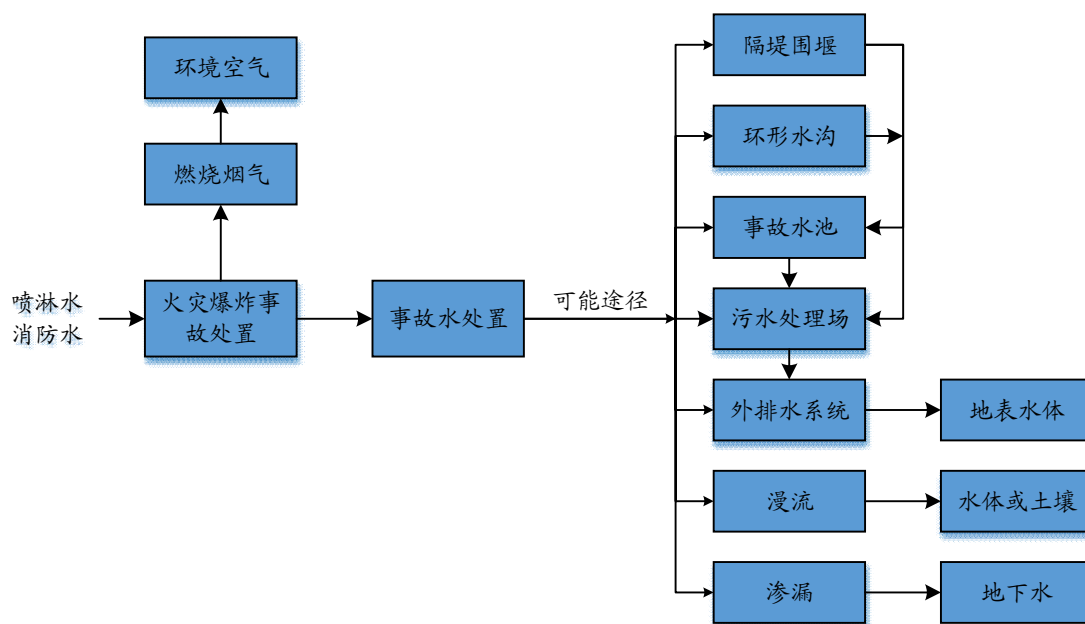 环境空气
燃烧烟气
喷淋水
消防水
火灾爆炸事
故处置
事故水处置
可能途径
隔堤围堰
环形水沟
事故水池
污水处理场
外排水系统
地表水体
漫流
水体或土壤
渗漏
地下水